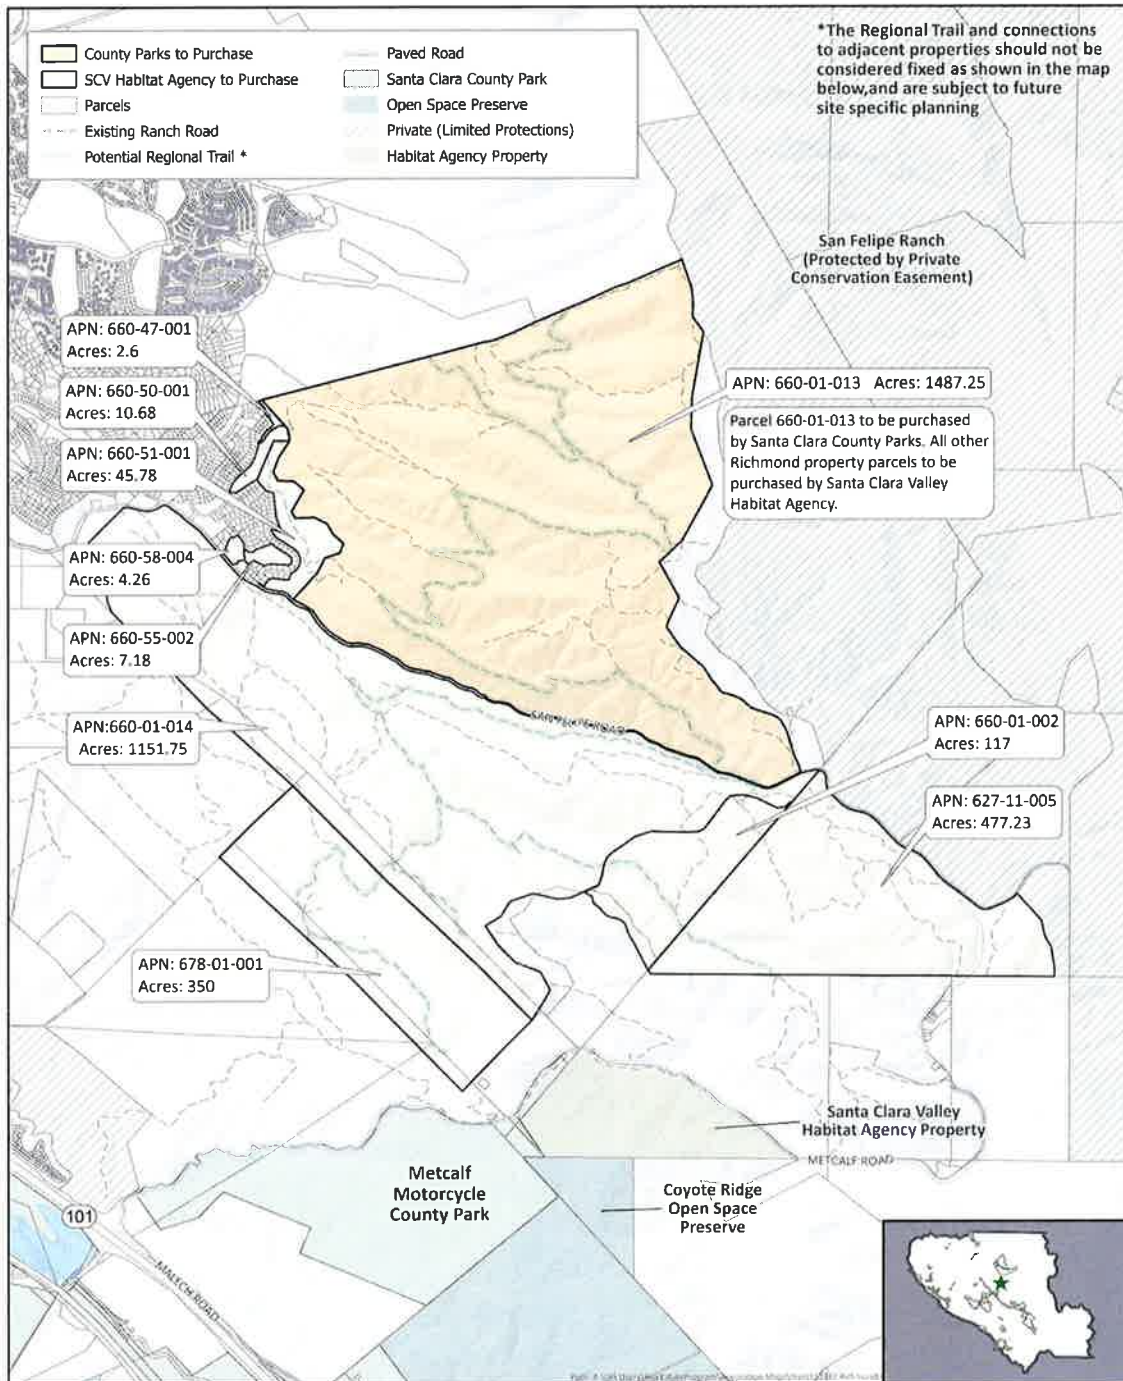 County Parks to Purchase
SCV Habitat Agency to Purchase
Parcels
Existing Ranch Road
Potential Regional Trail *
Paved Road
Santa Clara County Park
Open Space Preserve
Private (Limited Protections)
Habitat Agency Property
*The Regional Trail and connections
to adjacent properties should not be
considered fixed as shown in the map
below,and are subject to future
site specific planning
San Felipe Ranch
(Protected by Private
Conservation Easement)
APN: 660-47-001
Acres: 2.6
APN: 660-50-001
Acres: 10.68
APN: 660-51-001
Acres: 45.78
APN: 660-58-004
Acres: 4.26
APN: 660-55-002
Acres: 7.18
APN:660-01-014
Acres: 1151.75
APN: 660-01-013 Acres: 1487.25
Parcel 660-01-013 to be purchased
by Santa Clara County Parks. All other
Richmond property parcels to be
purchased by Santa Clara Valley
Habitat Agency.
SAN FELIPE ROAD
APN: 660-01-002
Acres: 117
APN: 627-11-005
Acres: 477.23
APN: 678-01-001
Acres: 350
Santa Clara Valley
Habitat Agency Property
METCALF ROAD
Metcalf
Motorcycle
County Park
Coyote Ridge
Open Space
Preserve
101
MALECH ROAD